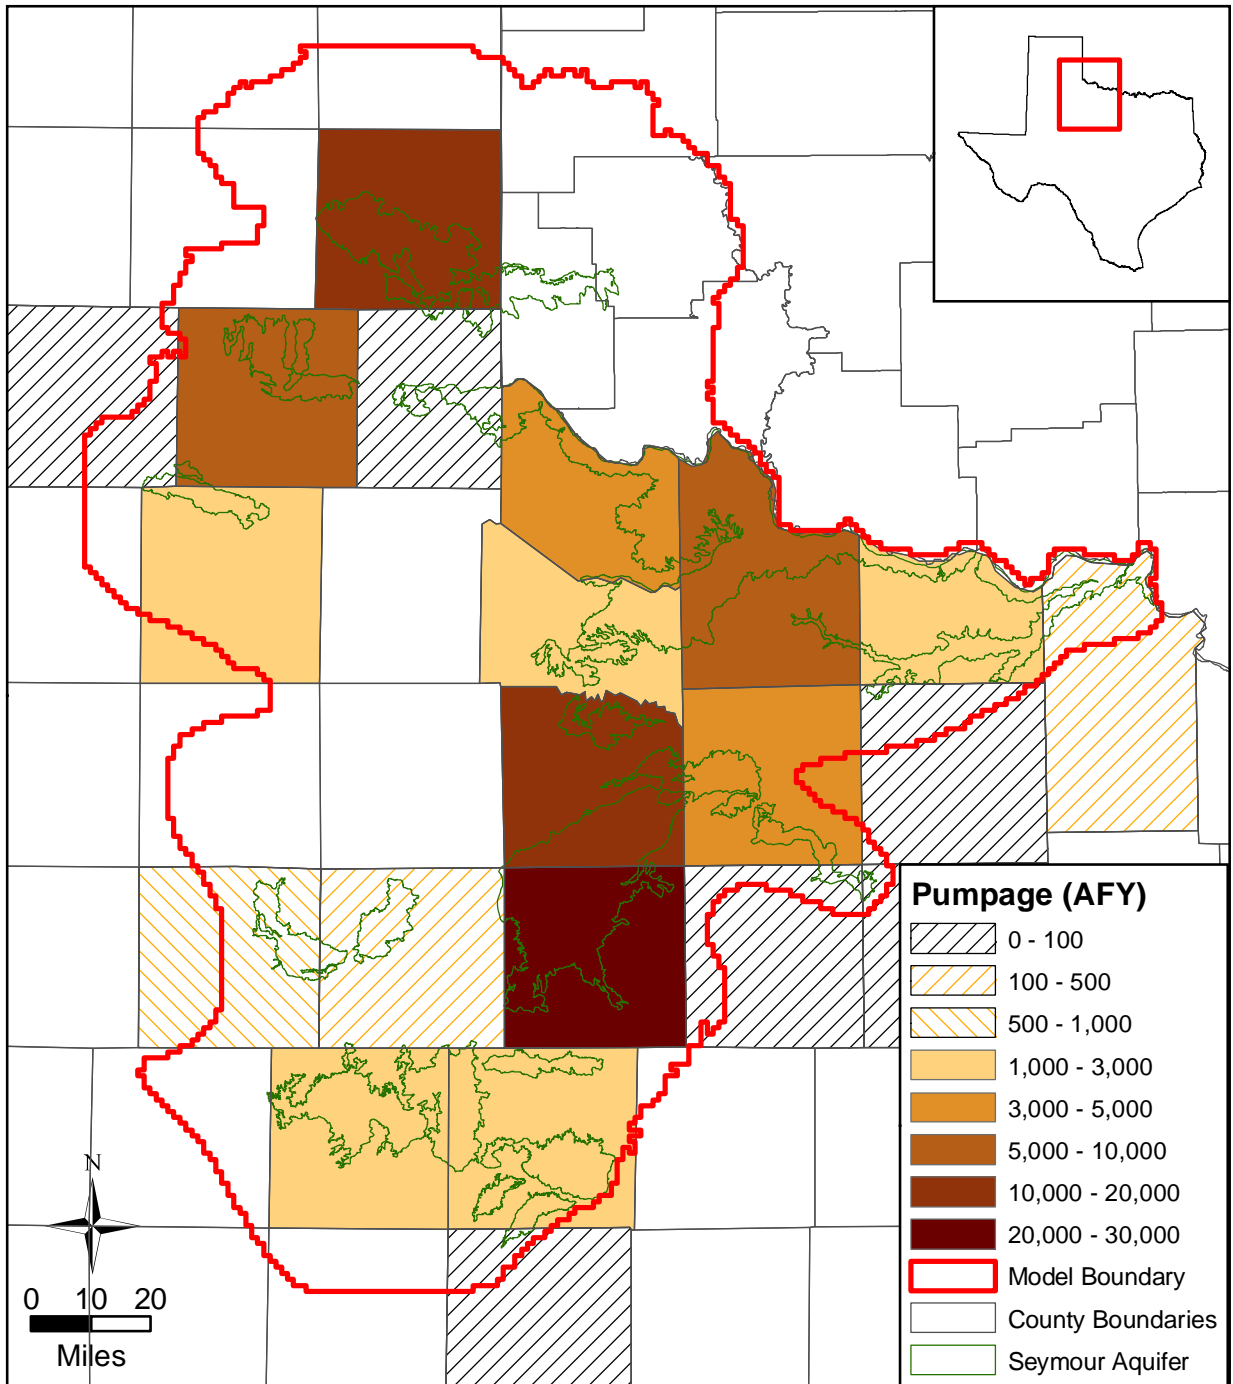 Pumpage (AFY)
0 - 100
100 - 500
500 - 1,000
1,000 - 3,000
3,000 - 5,000
5,000 - 10,000
10,000 - 20,000
20,000 - 30,000
Model Boundary
County Boundaries
Seymour Aquifer
N
0 10 20
Miles